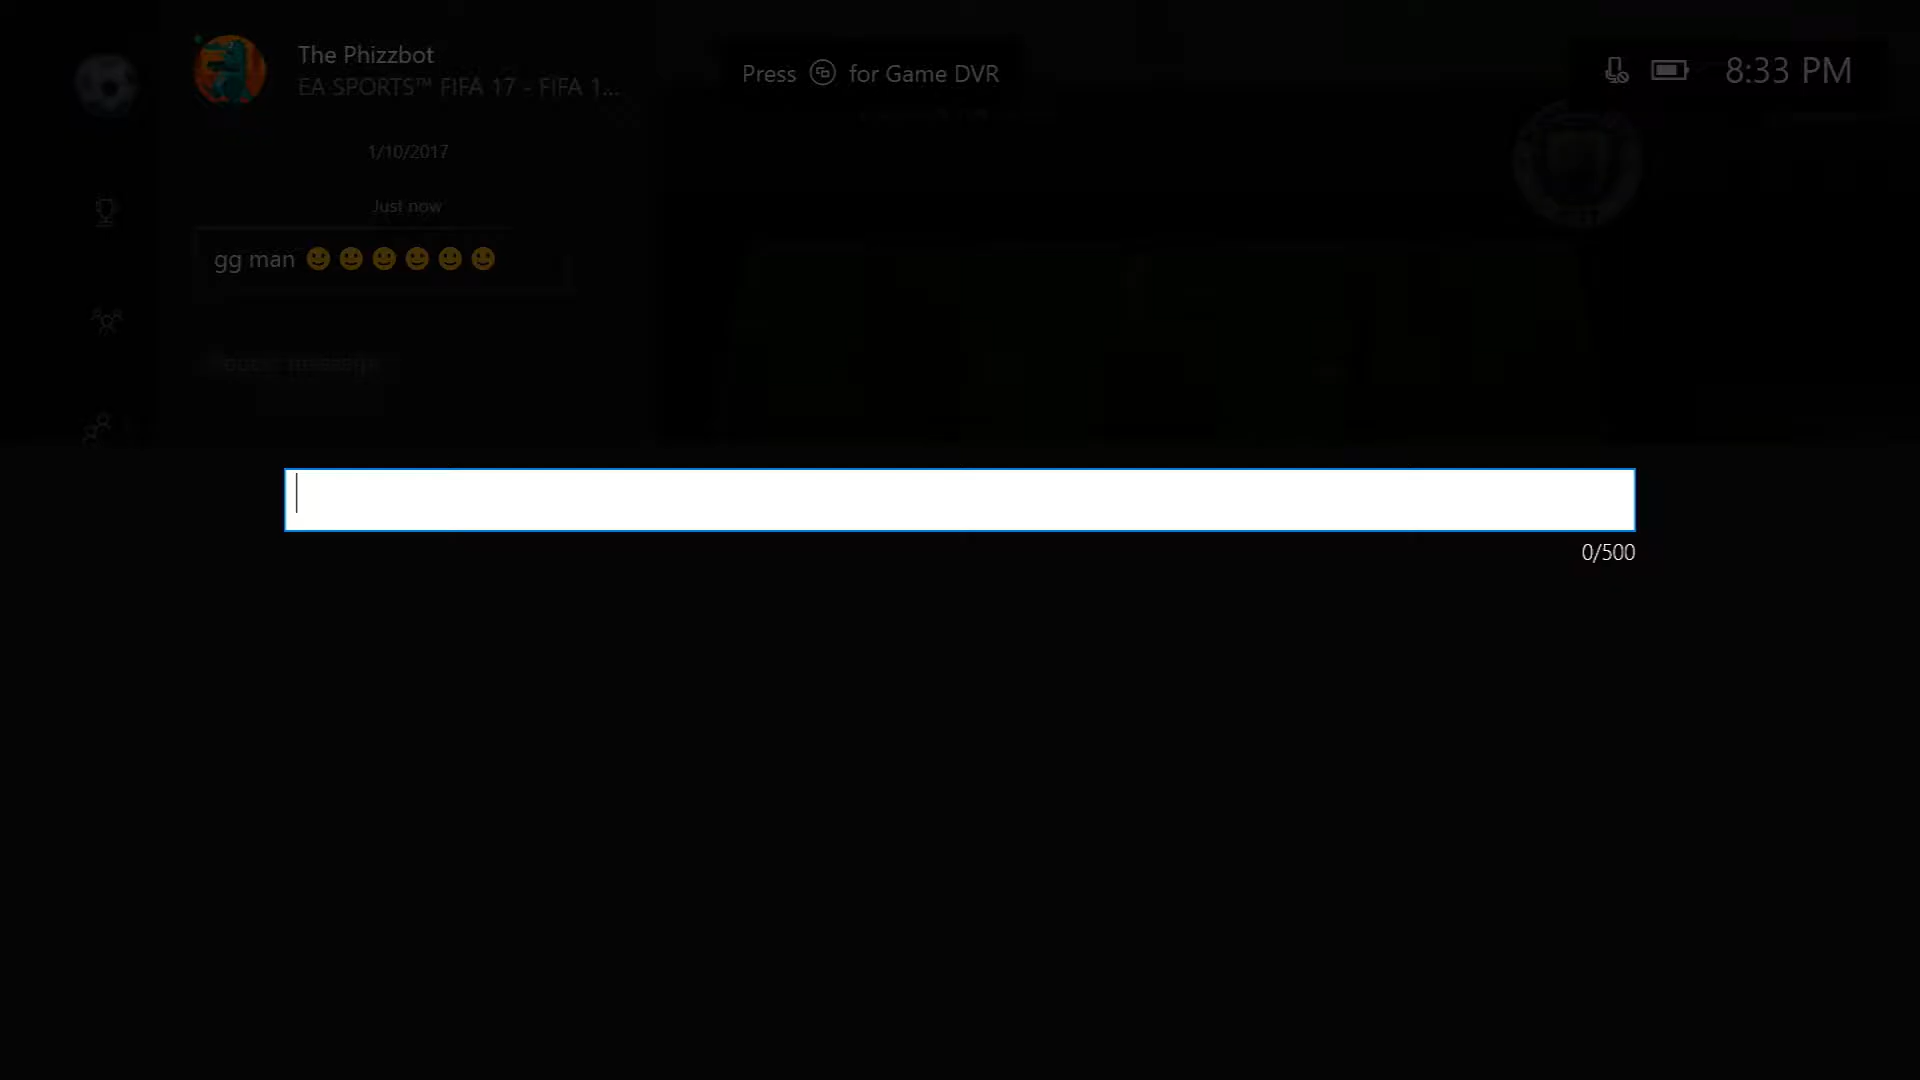 The Phizzbot
EA SPORTS™ FIFA 17 - FIFA 1...
Press for Game DVR
8:33 PM
1/10/2017
Just now
gg man 🙂🙂🙂🙂🙂🙂
0/500